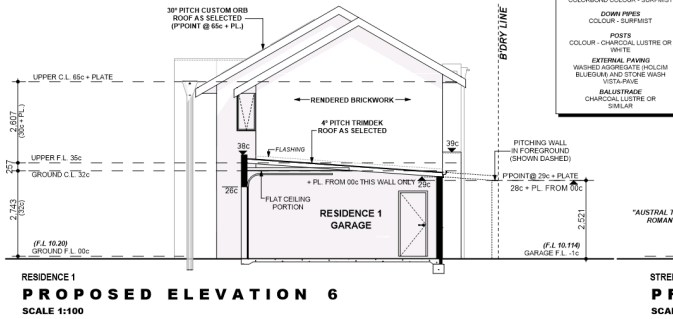 30° PITCH CUSTOM ORB
ROOF AS SELECTED
(P'POINT @ 65c + PL.)
B'DRY LINE
COLORBOND COLOUR - SURFMIST
DOWN PIPES
COLOUR - SURFMIST
POSTS
COLOUR - CHARCOAL LUSTRE OR
WHITE
EXTERNAL PAVING
WASHED AGGREGATE (HOLCIM
BLUEGUM) AND STONE WASH
VISTA-PAVE
BALUSTRADE
CHARCOAL LUSTRE OR
SIMILAR
UPPER C.L. 65c + PLATE
2,607
(30c + PL.)
RENDERED BRICKWORK
4° PITCH TRIMDEK
ROOF AS SELECTED
38c
FLASHING
39c
PITCHING WALL
IN FOREGROUND
(SHOWN DASHED)
UPPER F.L. 35c
257
GROUND C.L. 32c
P'POINT@ 29c + PLATE
+ PL. FROM 00c THIS WALL ONLY
29c
28c + PL. FROM 00c
26c
FLAT CEILING
PORTION
2,743
(32c)
RESIDENCE 1
GARAGE
2,521
"AUSTRAL T
ROMAN
(F.L 10.20)
GROUND F.L. 00c
(F.L 10.114)
GARAGE F.L. -1c
RESIDENCE 1
PROPOSED ELEVATION 6
SCALE 1:100
STREE
P F
SCAL